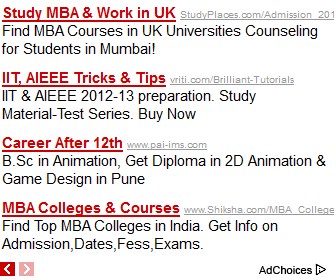 Study MBA & Work in UK StudyPlaces.com/Admission_201
Find MBA Courses in UK Universities Counseling
for Students in Mumbai!
IIT, AIEEE Tricks & Tips vriti.com/Brilliant-Tutorials
IIT & AIEEE 2012-13 preparation. Study
Material-Test Series. Buy Now
Career After 12th www.pai-ims.com
B.Sc in Animation, Get Diploma in 2D Animation &
Game Design in Pune
MBA Colleges & Courses www.Shiksha.com/MBA_College
Find Top MBA Colleges in India. Get Info on
Admission,Dates,Fess,Exams.
AdChoices